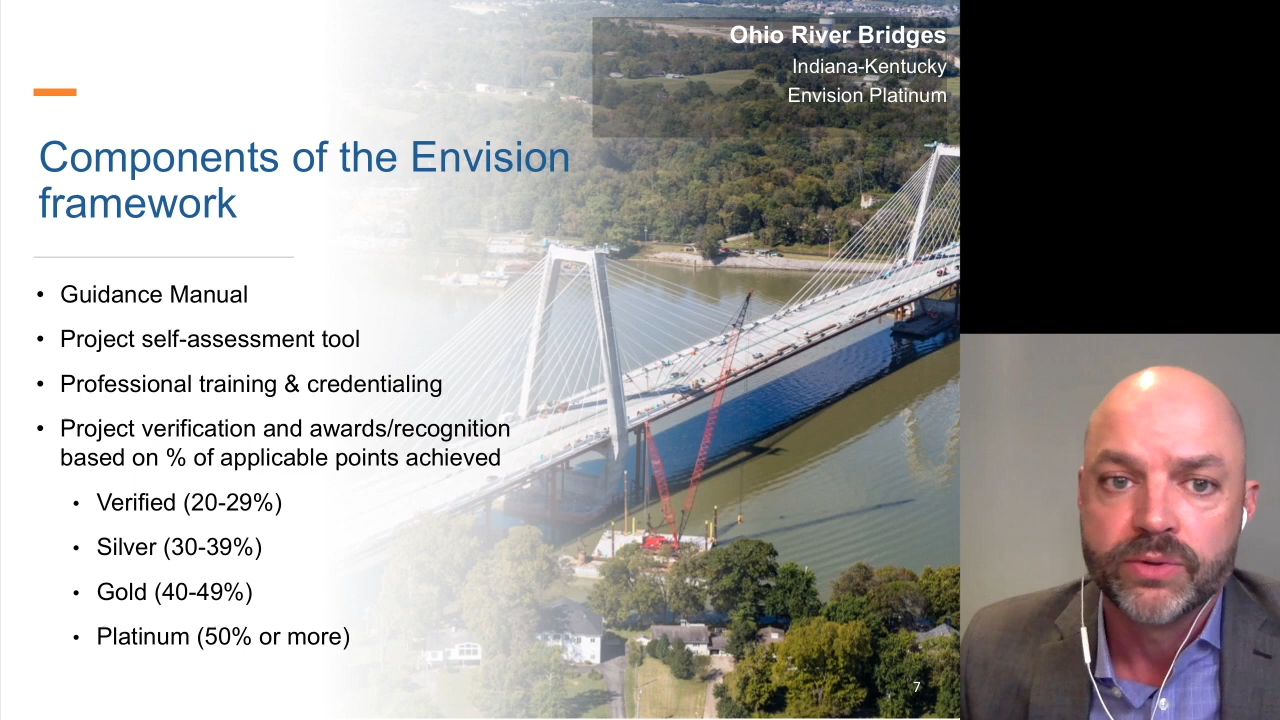 Ohio River Bridges
Indiana-Kentucky
Envision Platinum
Components of the Envision
framework
• Guidance Manual
• Project self-assessment tool
• Professional training & credentialing
• Project verification and awards/recognition
based on % of applicable points achieved
• Verified (20-29%)
• Silver (30-39%)
• Gold (40-49%)
• Platinum (50% or more)
7